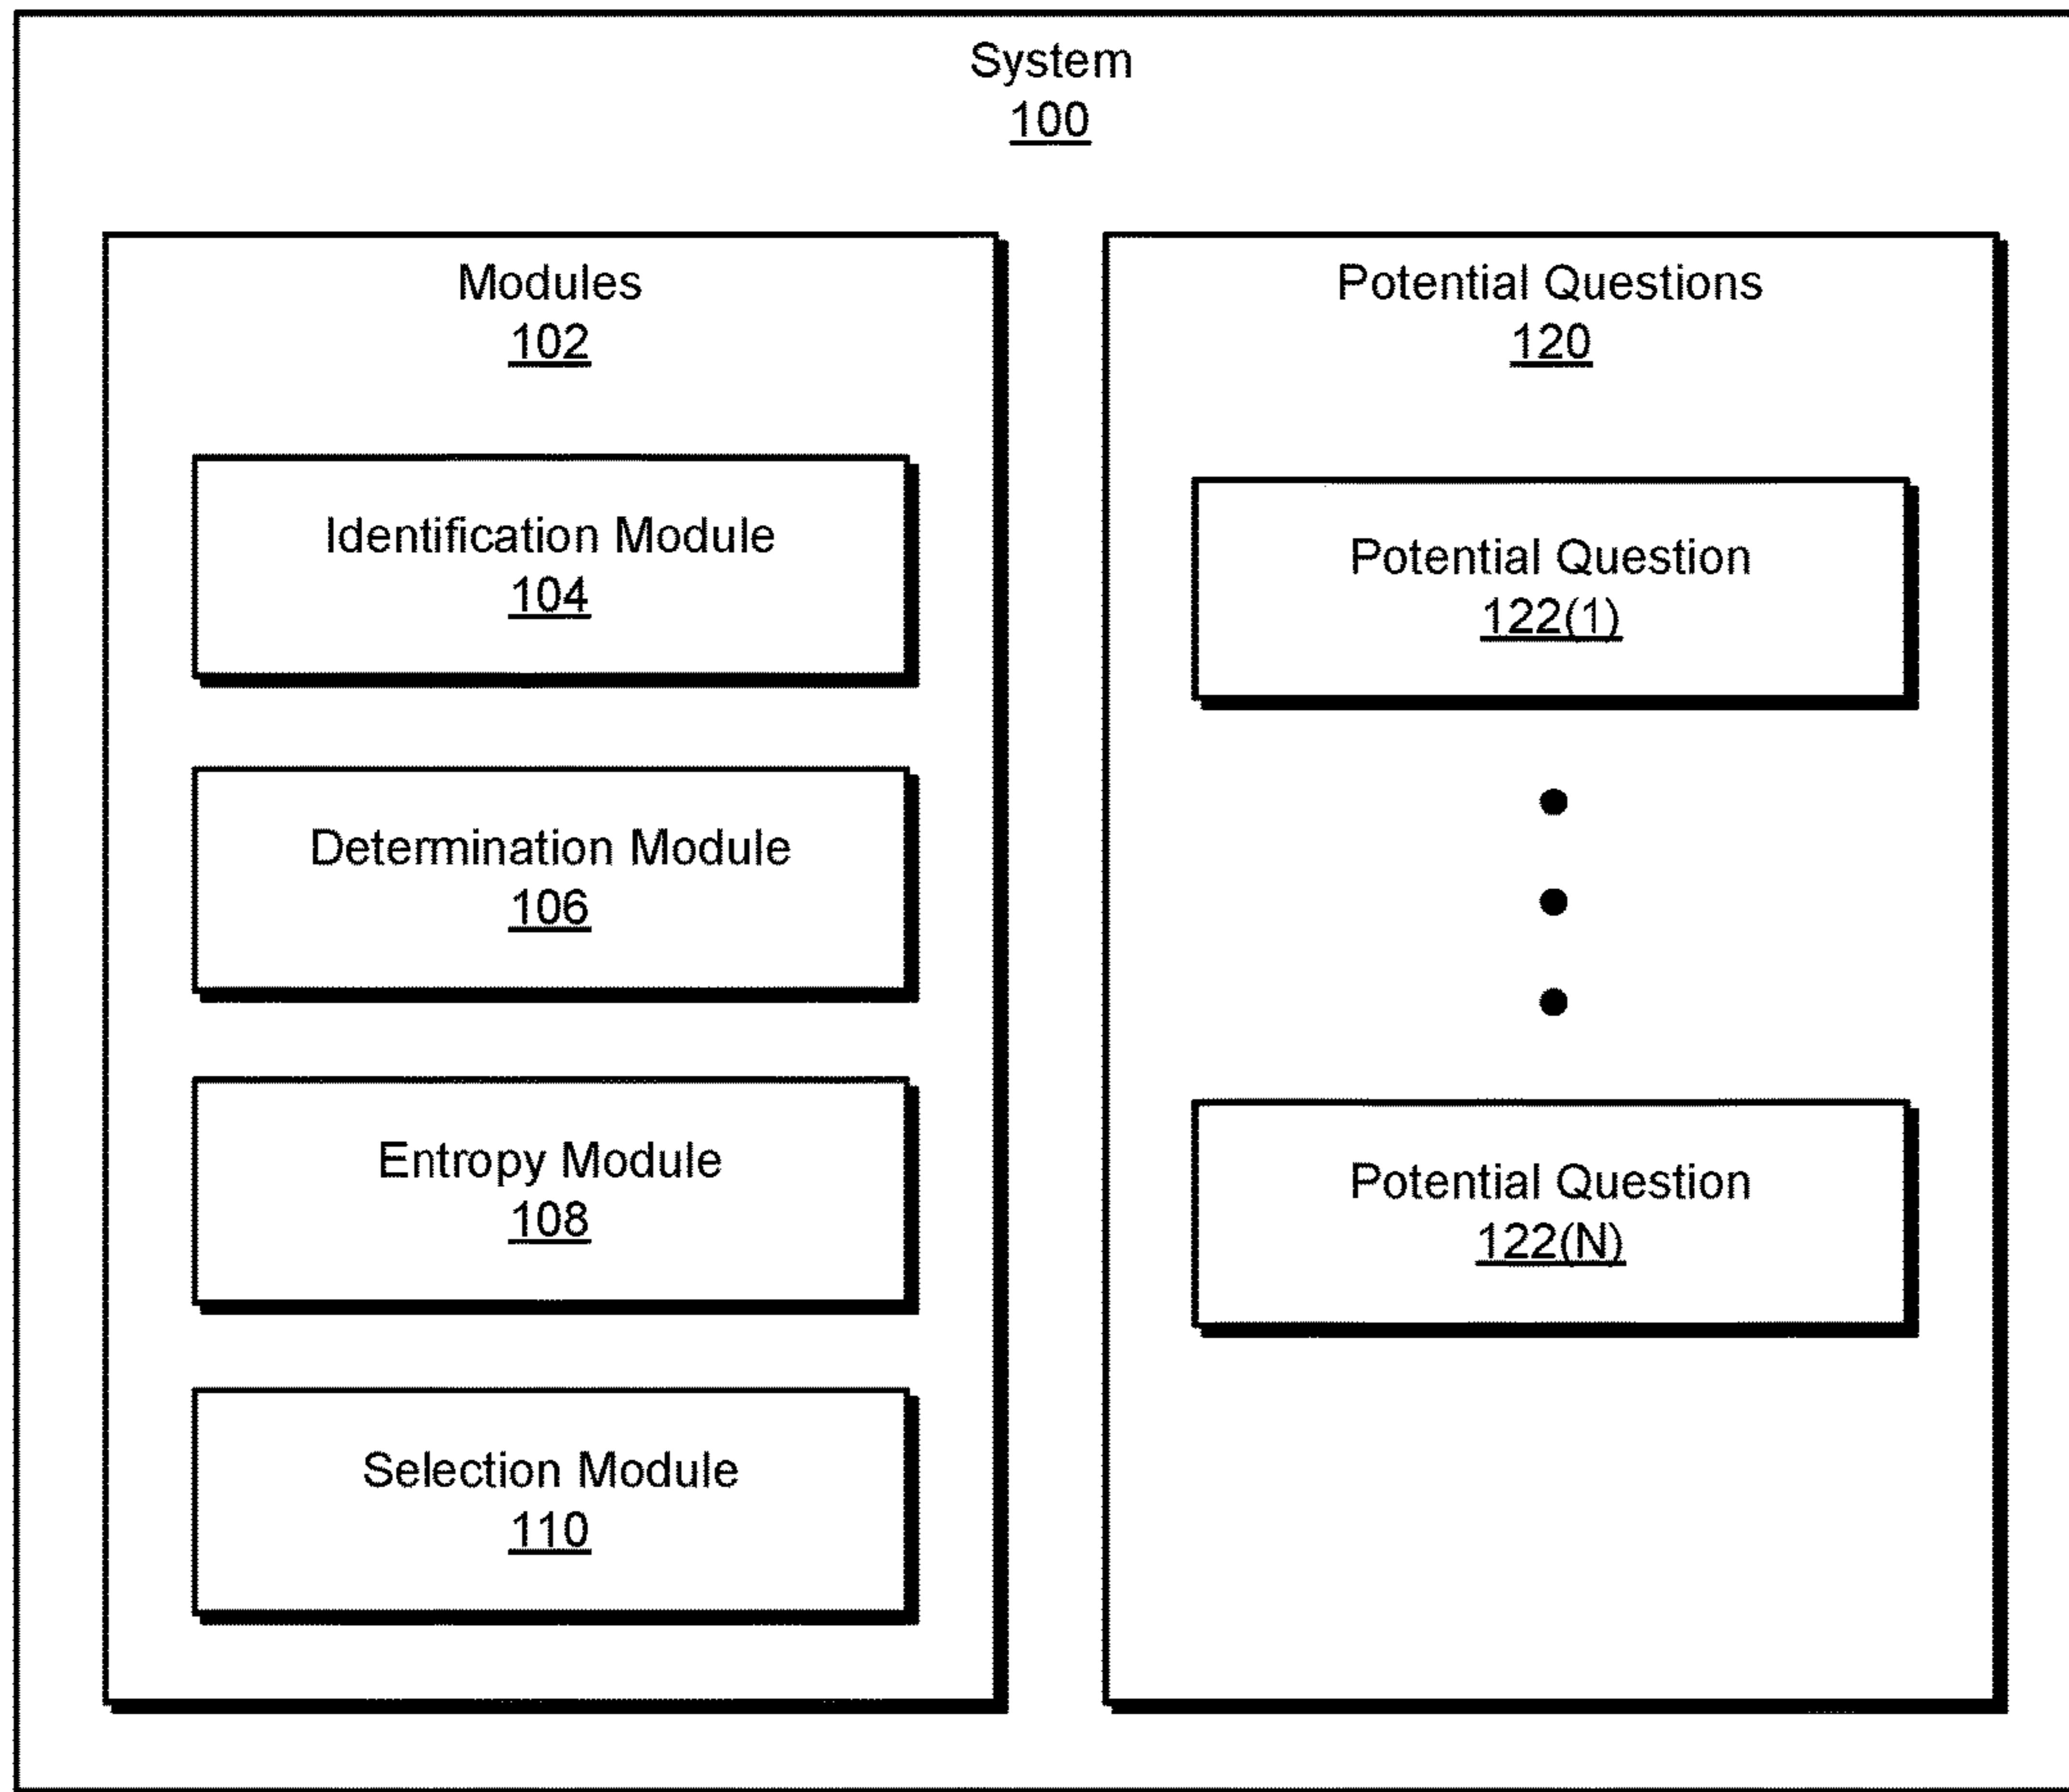 System
100
Modules
102
Identification Module
104
Determination Module
106
Entropy Module
108
Selection Module
110
Potential Questions
120
Potential Question
122(1)
Potential Question
122(N)